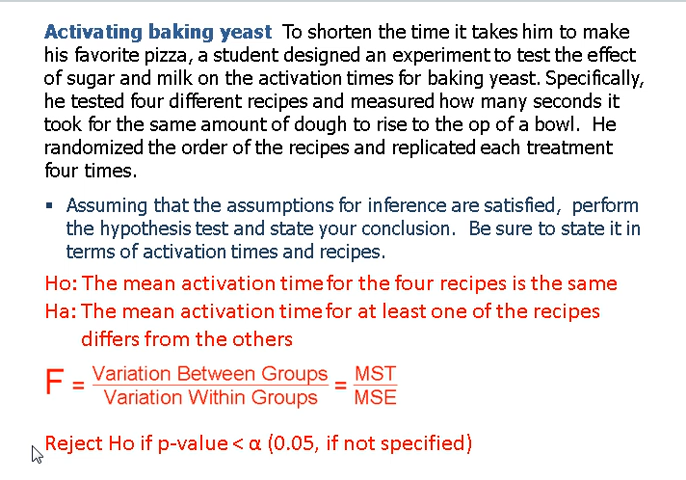 Activating baking yeast To shorten the time it takes him to make
his favorite pizza, a student designed an experiment to test the effect
of sugar and milk on the activation times for baking yeast. Specifically,
he tested four different recipes and measured how many seconds it
took for the same amount of dough to rise to the op of a bowl. He
randomized the order of the recipes and replicated each treatment
four times.
▪ Assuming that the assumptions for inference are satisfied, perform
the hypothesis test and state your conclusion. Be sure to state it in
terms of activation times and recipes.
Ho: The mean activation time for the four recipes is the same
Ha: The mean activation time for at least one of the recipes
differs from the others
F = Variation Between Groups / Variation Within Groups = MST / MSE
Reject Ho if p-value < α (0.05, if not specified)